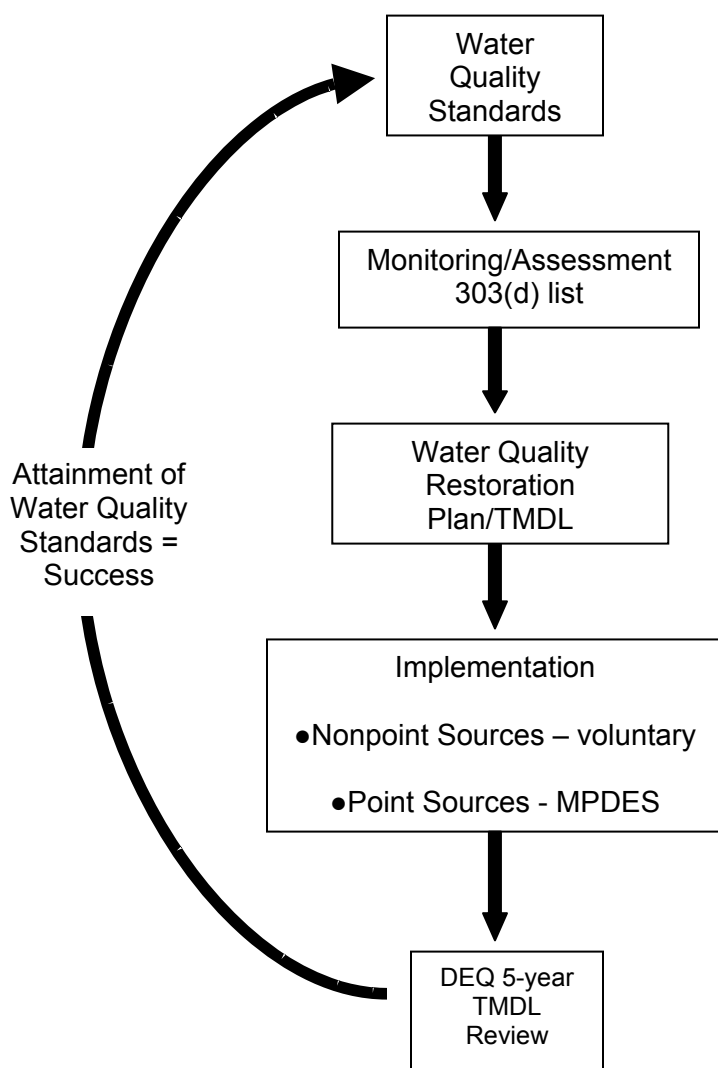 Water
Quality
Standards
Monitoring/Assessment
303(d) list
Water Quality
Restoration
Plan/TMDL
Attainment of
Water Quality
Standards =
Success
Implementation
●Nonpoint Sources – voluntary
●Point Sources - MPDES
DEQ 5-year
TMDL
Review